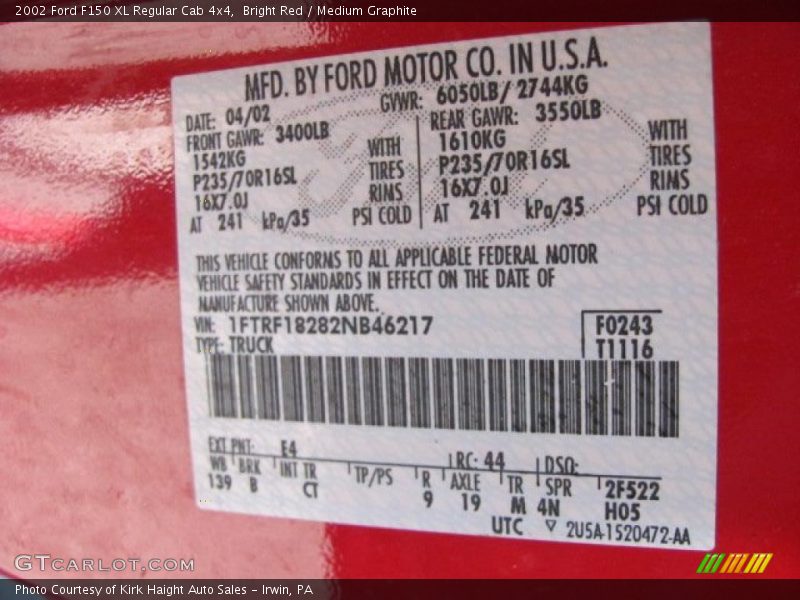 2002 Ford F150 XL Regular Cab 4x4, Bright Red / Medium Graphite
MFD. BY FORD MOTOR CO. IN U.S.A.
DATE: 04/02 GVWR: 6050LB/ 2744KG
FRONT GAWR: 3400LB REAR GAWR: 3550LB
1542KG WITH 1610KG WITH
P235/70R16SL TIRES P235/70R16SL TIRES
16X7.0J RIMS 16X7.0J RIMS
AT 241 kPa/35 PSI COLD AT 241 kPa/35 PSI COLD
THIS VEHICLE CONFORMS TO ALL APPLICABLE FEDERAL MOTOR
VEHICLE SAFETY STANDARDS IN EFFECT ON THE DATE OF
MANUFACTURE SHOWN ABOVE.
VIN: 1FTRF18282NB46217 F0243
TYPE: TRUCK T1116
EXT PNT: E4 RC: 44 DSO:
WB BRK INT TR TP/PS R AXLE TR SPR 2F522
139 B CT 9 19 M 4N H05
UTC ▽ 2U5A-1520472-AA
GTCARLOT.COM
Photo Courtesy of Kirk Haight Auto Sales - Irwin, PA